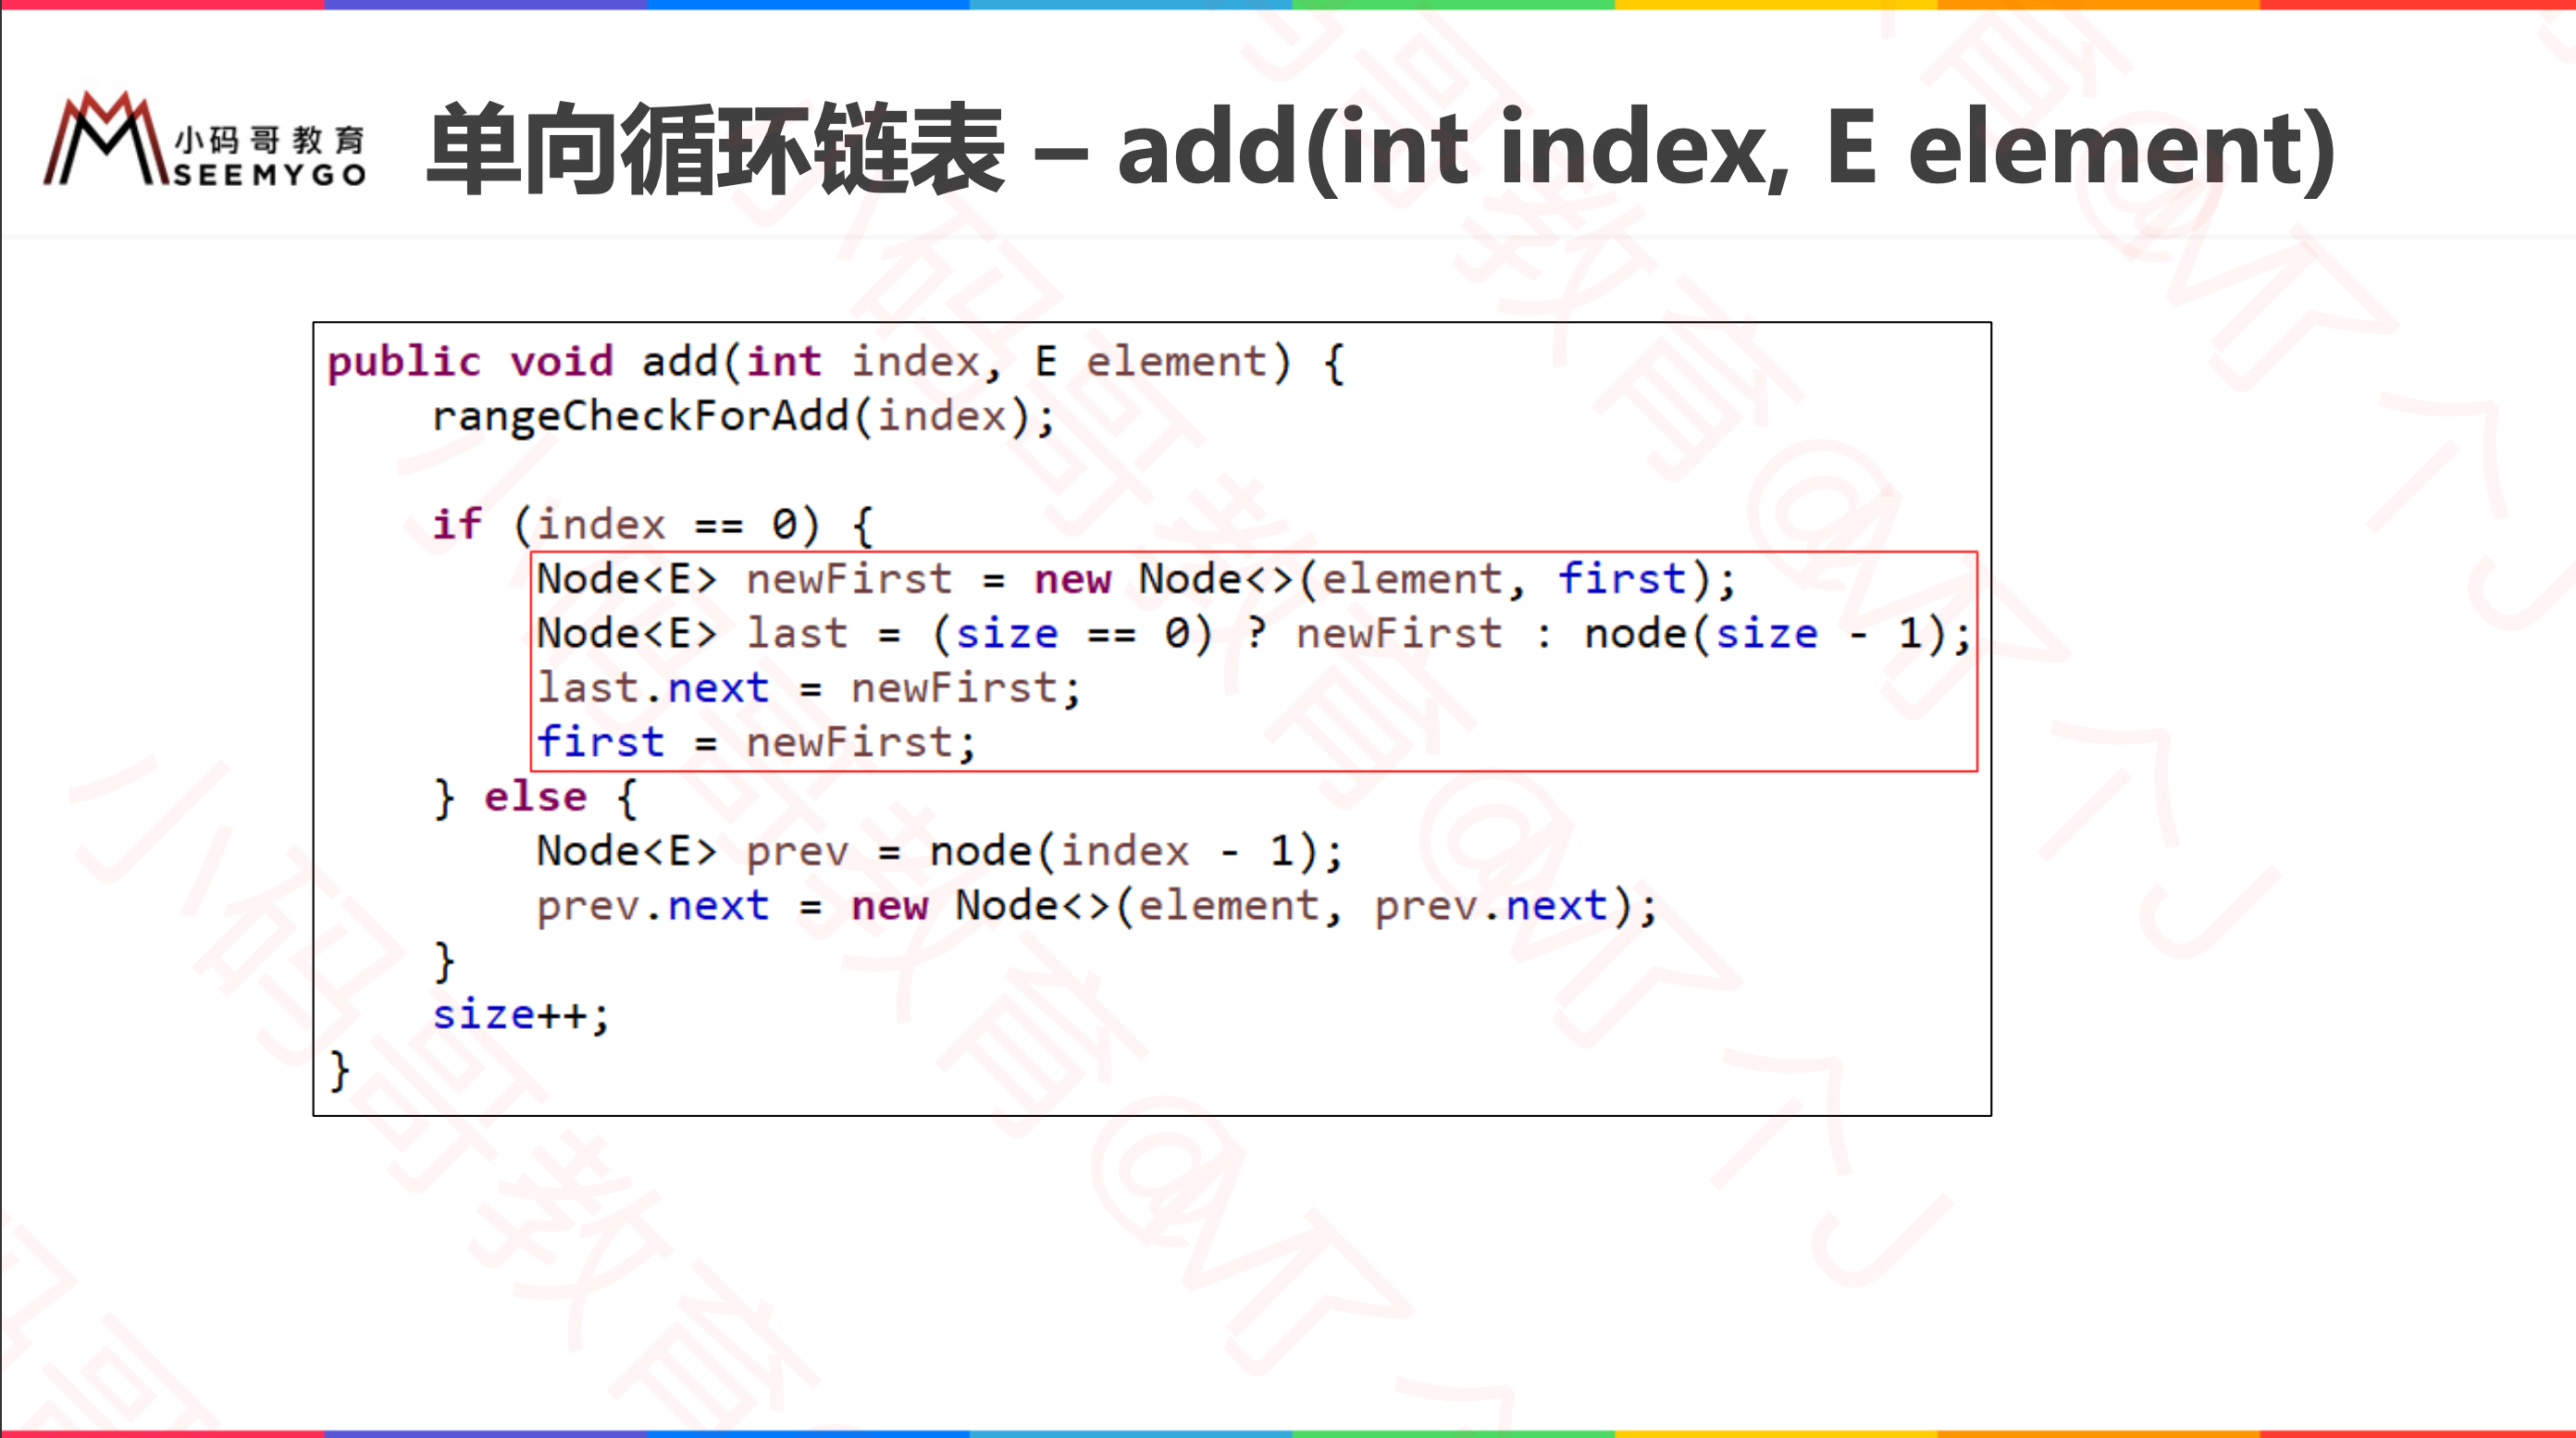 小码哥教育
SEEMYGO
单向循环链表 – add(int index, E element)
public void add(int index, E element) {
    rangeCheckForAdd(index);
    if (index == 0) {
        Node<E> newFirst = new Node<>(element, first);
        Node<E> last = (size == 0) ? newFirst : node(size - 1);
        last.next = newFirst;
        first = newFirst;
    } else {
        Node<E> prev = node(index - 1);
        prev.next = new Node<>(element, prev.next);
    }
    size++;
}